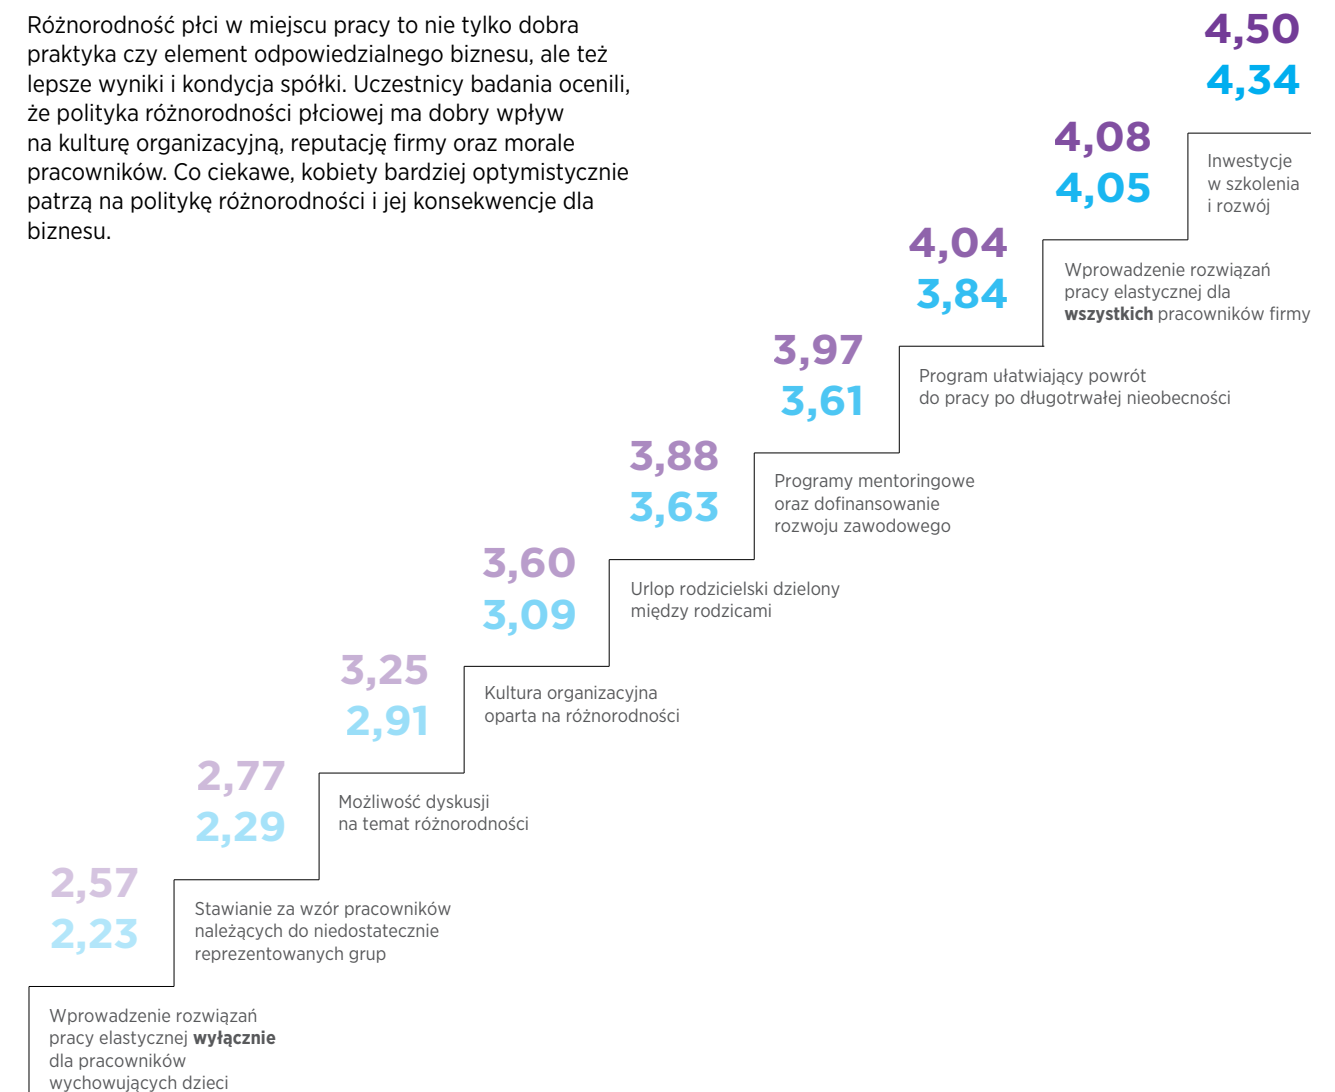 Różnorodność płci w miejscu pracy to nie tylko dobra
praktyka czy element odpowiedzialnego biznesu, ale też
lepsze wyniki i kondycja spółki. Uczestnicy badania ocenili,
że polityka różnorodności płciowej ma dobry wpływ
na kulturę organizacyjną, reputację firmy oraz morale
pracowników. Co ciekawe, kobiety bardziej optymistycznie
patrzą na politykę różnorodności i jej konsekwencje dla
biznesu.
4,50
4,34
Inwestycje
w szkolenia
i rozwój
4,08
4,05
Wprowadzenie rozwiązań
pracy elastycznej dla
wszystkich pracowników firmy
4,04
3,84
Program ułatwiający powrót
do pracy po długotrwałej nieobecności
3,97
3,61
Programy mentoringowe
oraz dofinansowanie
rozwoju zawodowego
3,88
3,63
Urlop rodzicielski dzielony
między rodzicami
3,60
3,09
Kultura organizacyjna
oparta na różnorodności
3,25
2,91
Możliwość dyskusji
na temat różnorodności
2,77
2,29
Stawianie za wzór pracowników
należących do niedostatecznie
reprezentowanych grup
2,57
2,23
Wprowadzenie rozwiązań
pracy elastycznej wyłącznie
dla pracowników
wychowujących dzieci